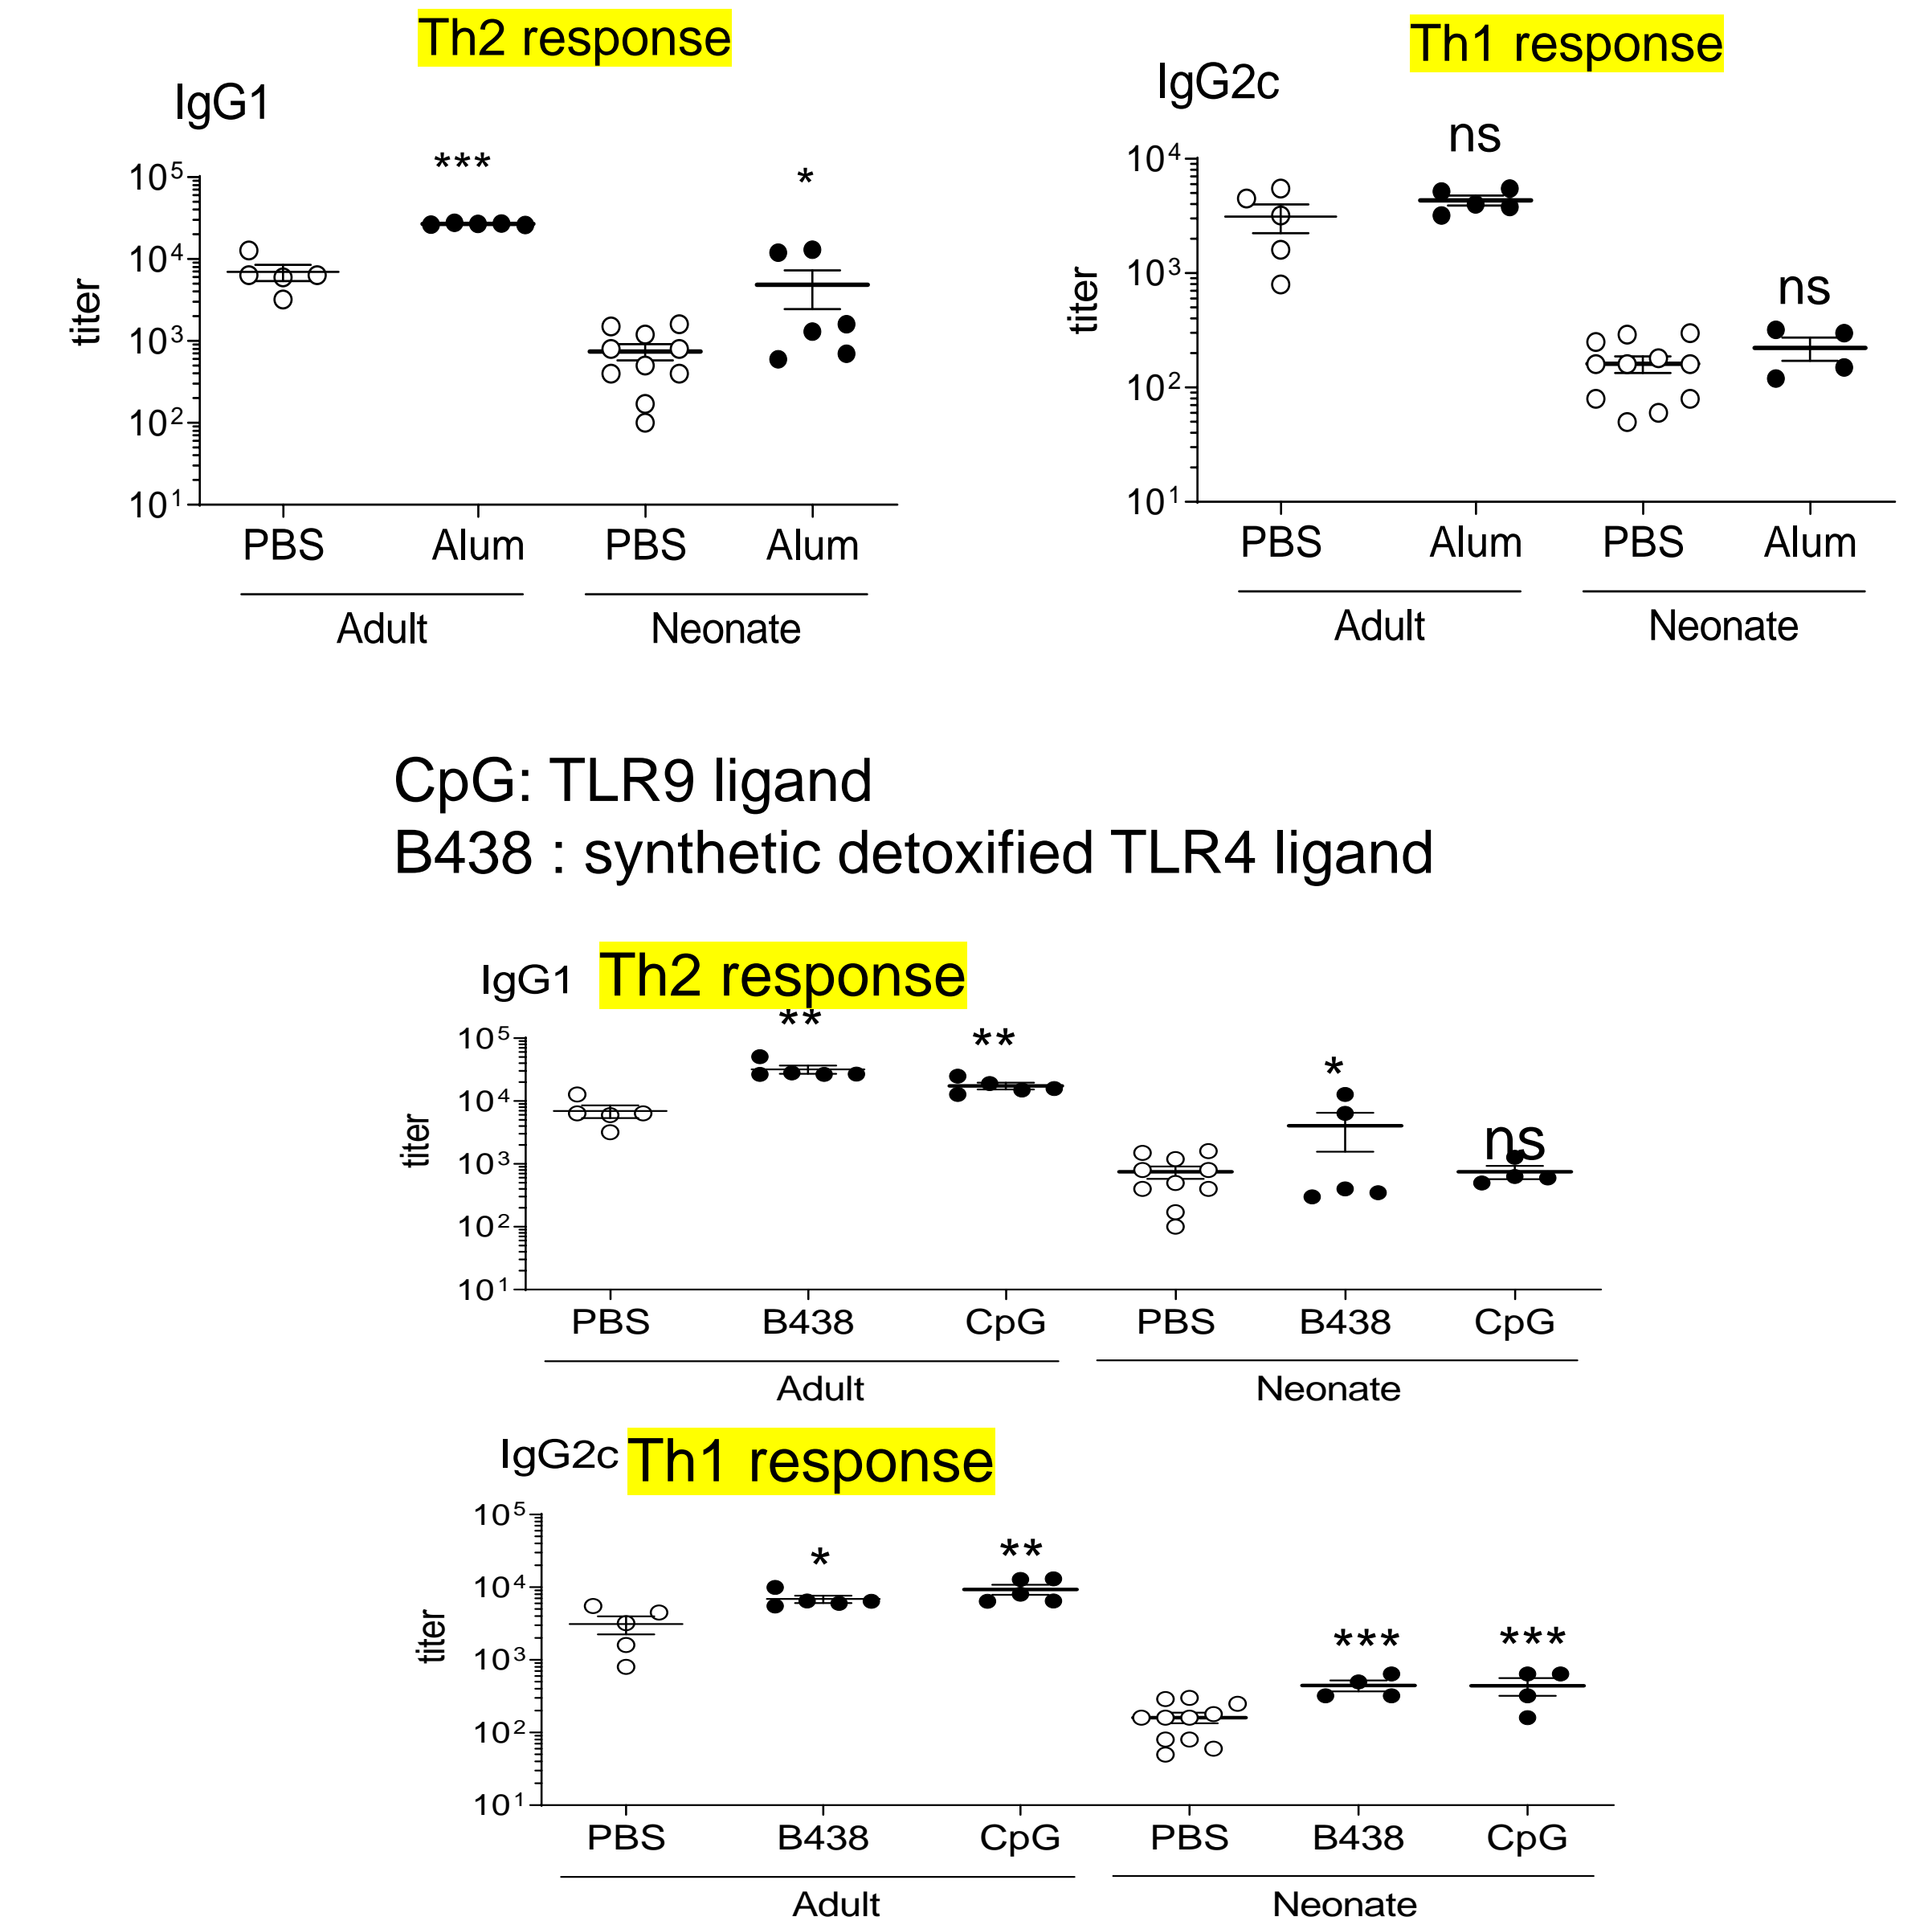 Th2 response
IgG1
***
*
10⁵
10⁴
10³
10²
10¹
titer
PBS Alum PBS Alum
Adult Neonate
Th1 response
IgG2c
ns
ns
10⁴
10³
10²
10¹
titer
PBS Alum PBS Alum
Adult Neonate
CpG: TLR9 ligand
B438 : synthetic detoxified TLR4 ligand
IgG1 Th2 response
** ** * ns
10⁵
10⁴
10³
10²
10¹
titer
PBS B438 CpG PBS B438 CpG
Adult Neonate
IgG2c Th1 response
* ** *** ***
10⁵
10⁴
10³
10²
10¹
titer
PBS B438 CpG PBS B438 CpG
Adult Neonate